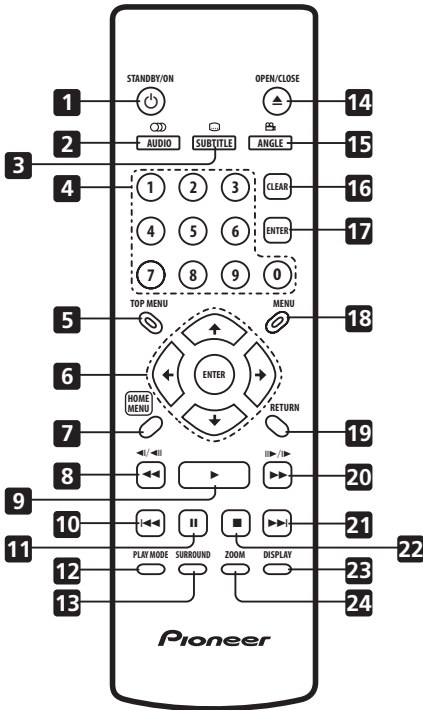 STANDBY/ON OPEN/CLOSE
1 14
2 AUDIO SUBTITLE ANGLE 15
3
4 1 2 3 CLEAR 16
4 5 6 ENTER 17
7 8 9 0
5 TOP MENU MENU 18
6 ENTER
HOME
MENU RETURN
7 19
8 20
9
10 21
11 22
12 PLAY MODE SURROUND ZOOM DISPLAY 23
13 24
Pioneer